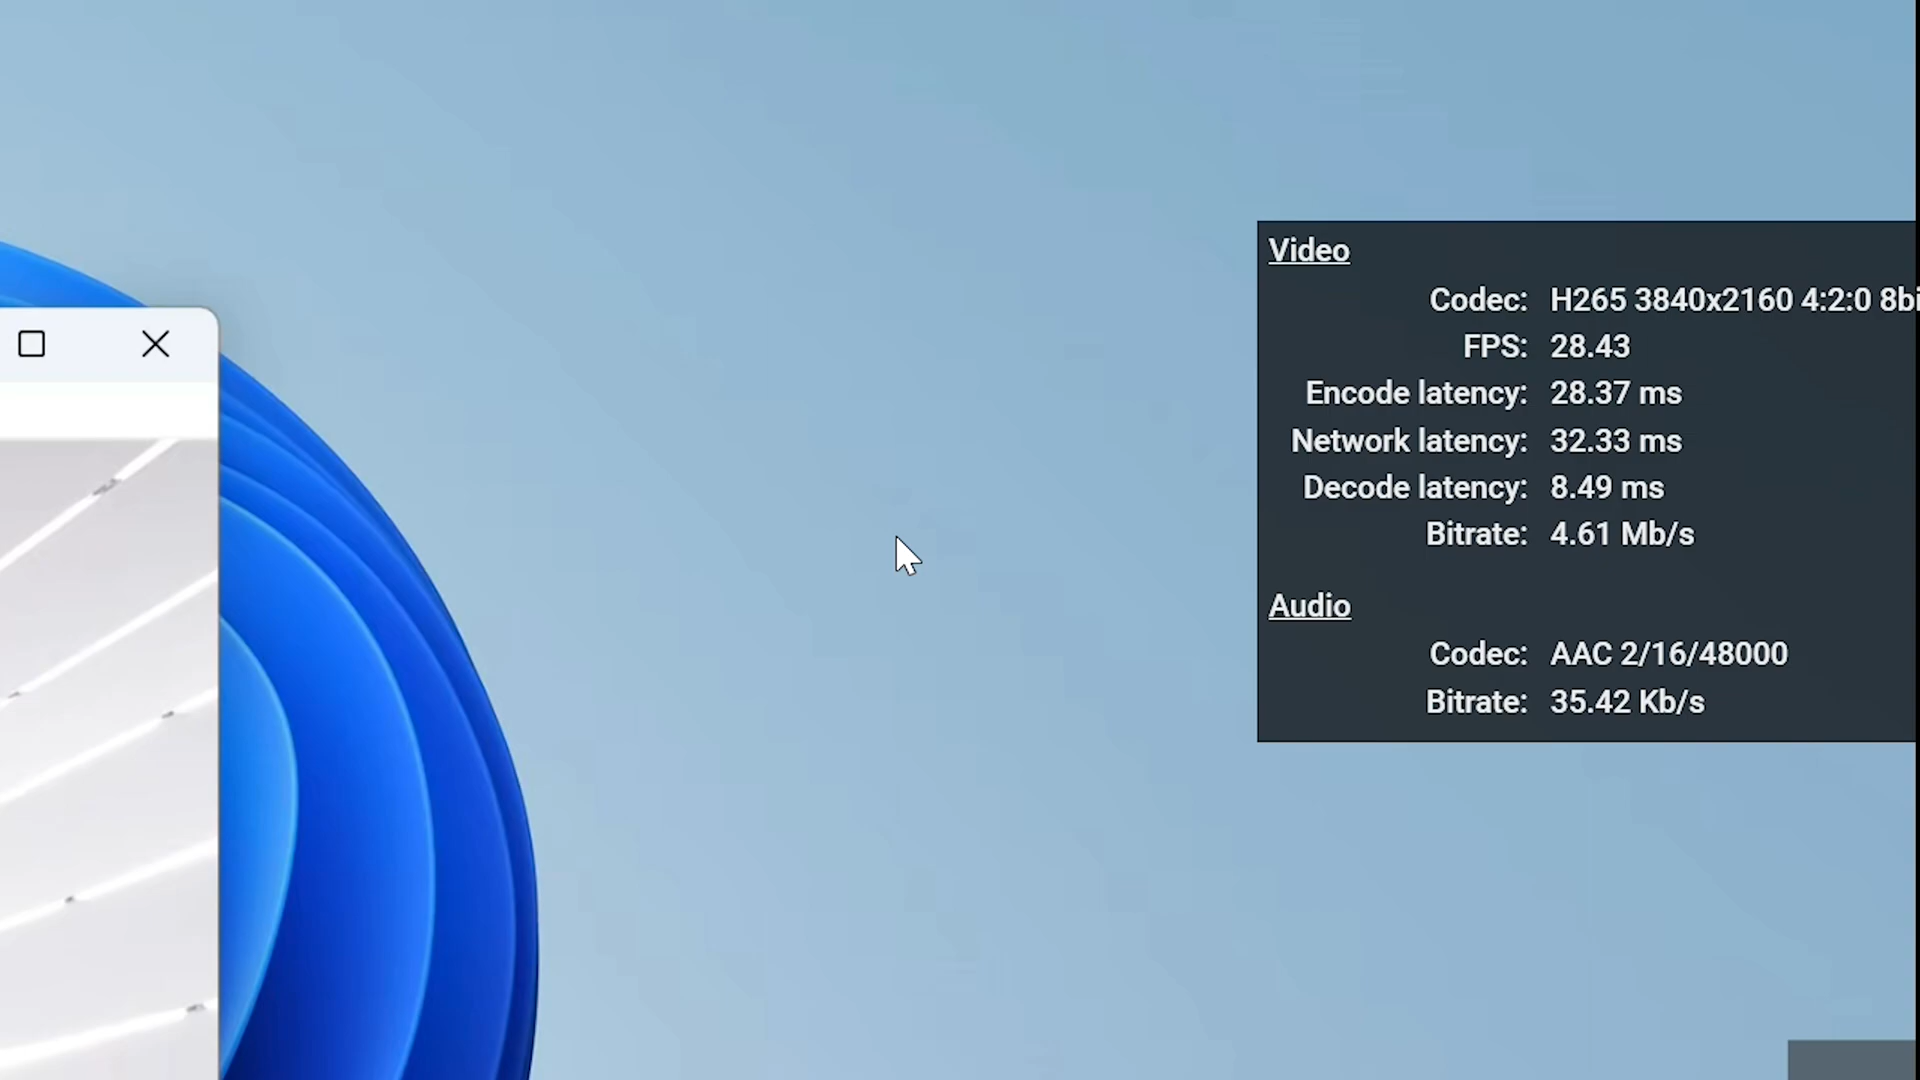 Video
Codec: H265 3840x2160 4:2:0 8bi
FPS: 28.43
Encode latency: 28.37 ms
Network latency: 32.33 ms
Decode latency: 8.49 ms
Bitrate: 4.61 Mb/s
Audio
Codec: AAC 2/16/48000
Bitrate: 35.42 Kb/s